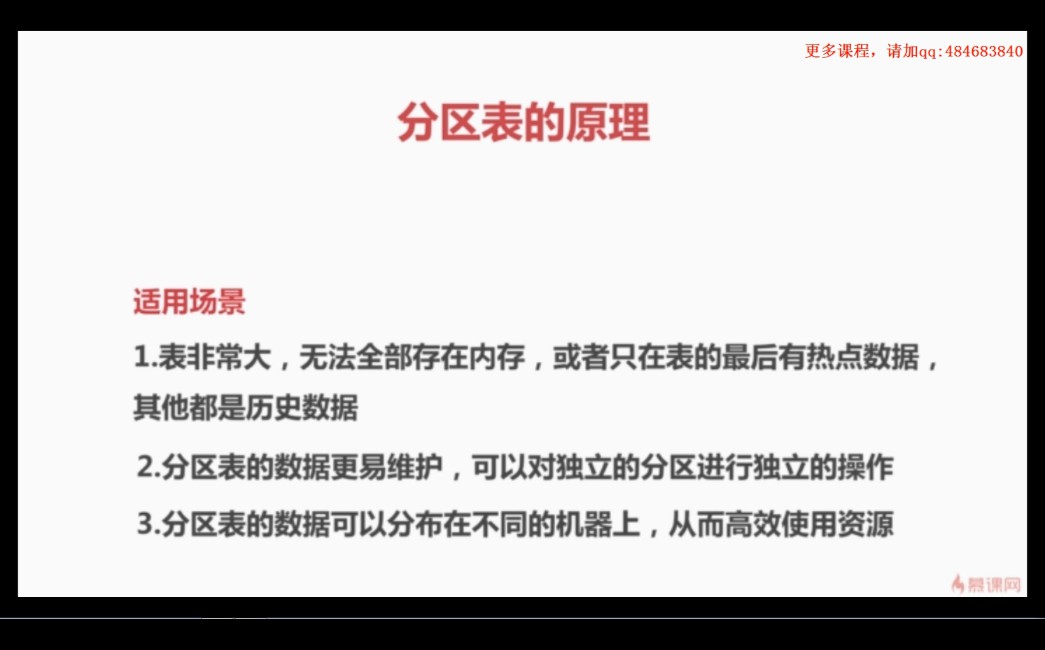 更多课程，请加qq:484683840
分区表的原理
适用场景
1.表非常大，无法全部存在内存，或者只在表的最后有热点数据，
其他都是历史数据
2.分区表的数据更易维护，可以对独立的分区进行独立的操作
3.分区表的数据可以分布在不同的机器上，从而高效使用资源
慕课网